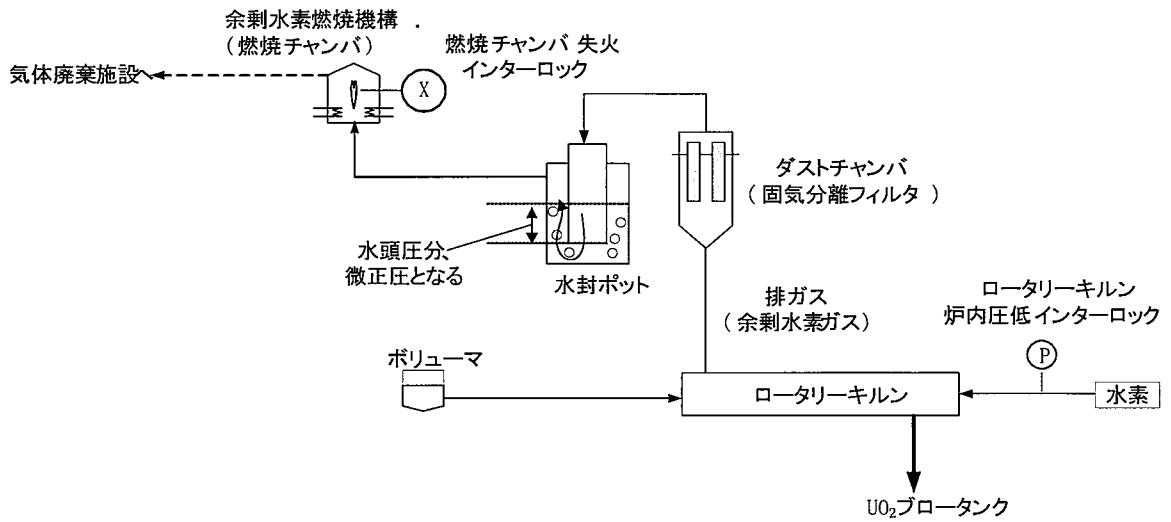 余剰水素燃焼機構 .
(燃焼チャンバ)
燃焼チャンバ 失火
インターロック
気体廃棄施設
X
ダストチャンバ
(固気分離フィルタ )
水頭圧分、
微正圧となる
水封ポット
排ガス
(余剰水素ガス)
ロータリーキルン
炉内圧低インターロック
P
ボリューマ
ロータリーキルン
水素
UO₂ブロータンク